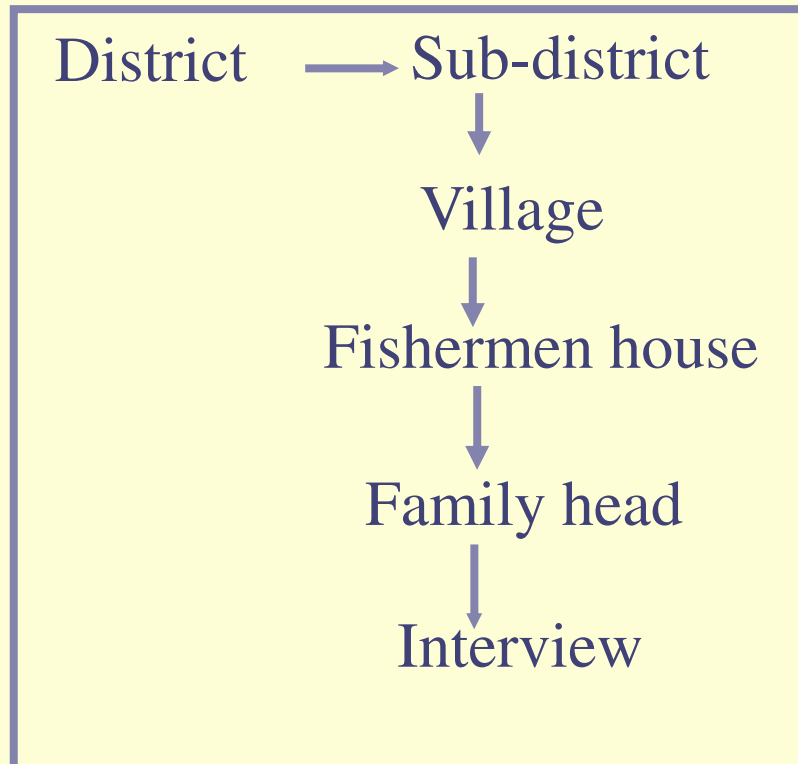 District Sub-district
Village
Fishermen house
Family head
Interview